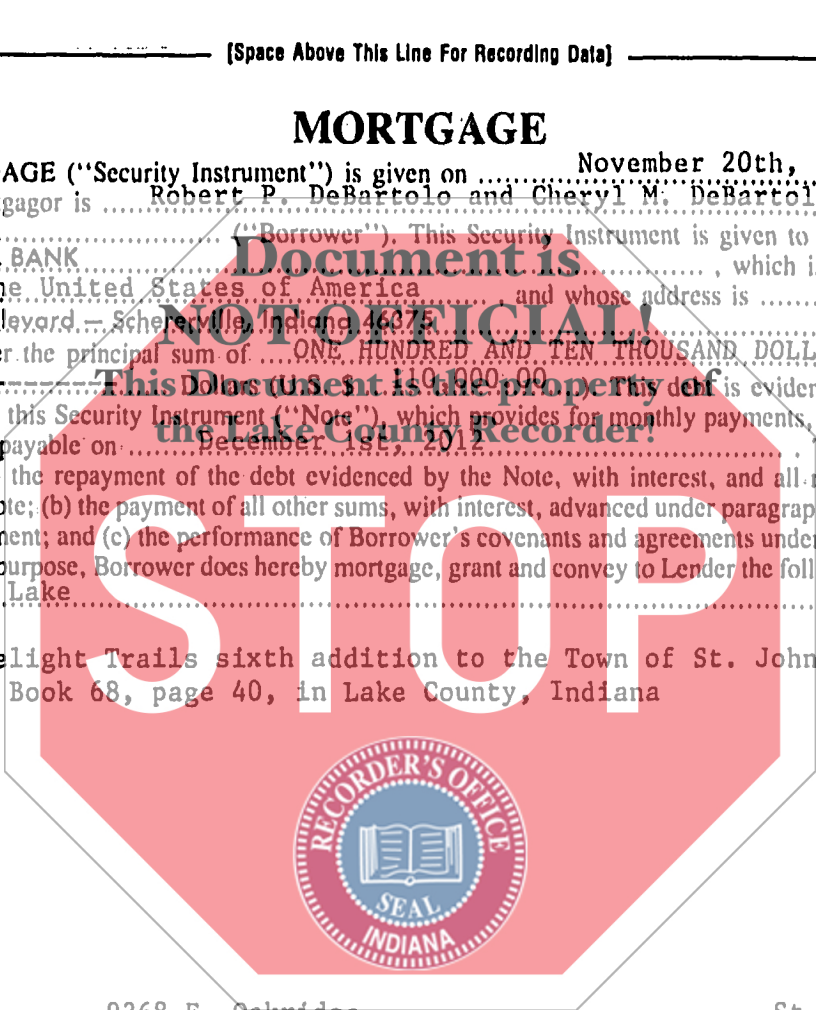 [Space Above This Line For Recording Data]
MORTGAGE
AGE (“Security Instrument”) is given on ........ November 20th,
gagor is ..... Robert P. DeBartolo and Cheryl M. DeBartol
(“Borrower”). This Security Instrument is given to
Document is
BANK ........ , which i
e United States of America ........ , and whose address is .......
NOT OFFICIAL!
levard – Schererville, Indiana 46375
r the principal sum of .... ONE HUNDRED AND TEN THOUSAND DOLL
This Document is the property of
---------- Dollars (U.S. $ ... 110,000.00 ...). This debt is eviden
this Security Instrument (“Note”), which provides for monthly payments,
the Lake County Recorder!
payable on ........ December 1st, 2012
the repayment of the debt evidenced by the Note, with interest, and all
te; (b) the payment of all other sums, with interest, advanced under paragrap
ent; and (c) the performance of Borrower's covenants and agreements unde
urpose, Borrower does hereby mortgage, grant and convey to Lender the foll
Lake
STOP
elight Trails sixth addition to the Town of St. John
Book 68, page 40, in Lake County, Indiana
RECORDER'S OFFICE
SEAL
INDIANA